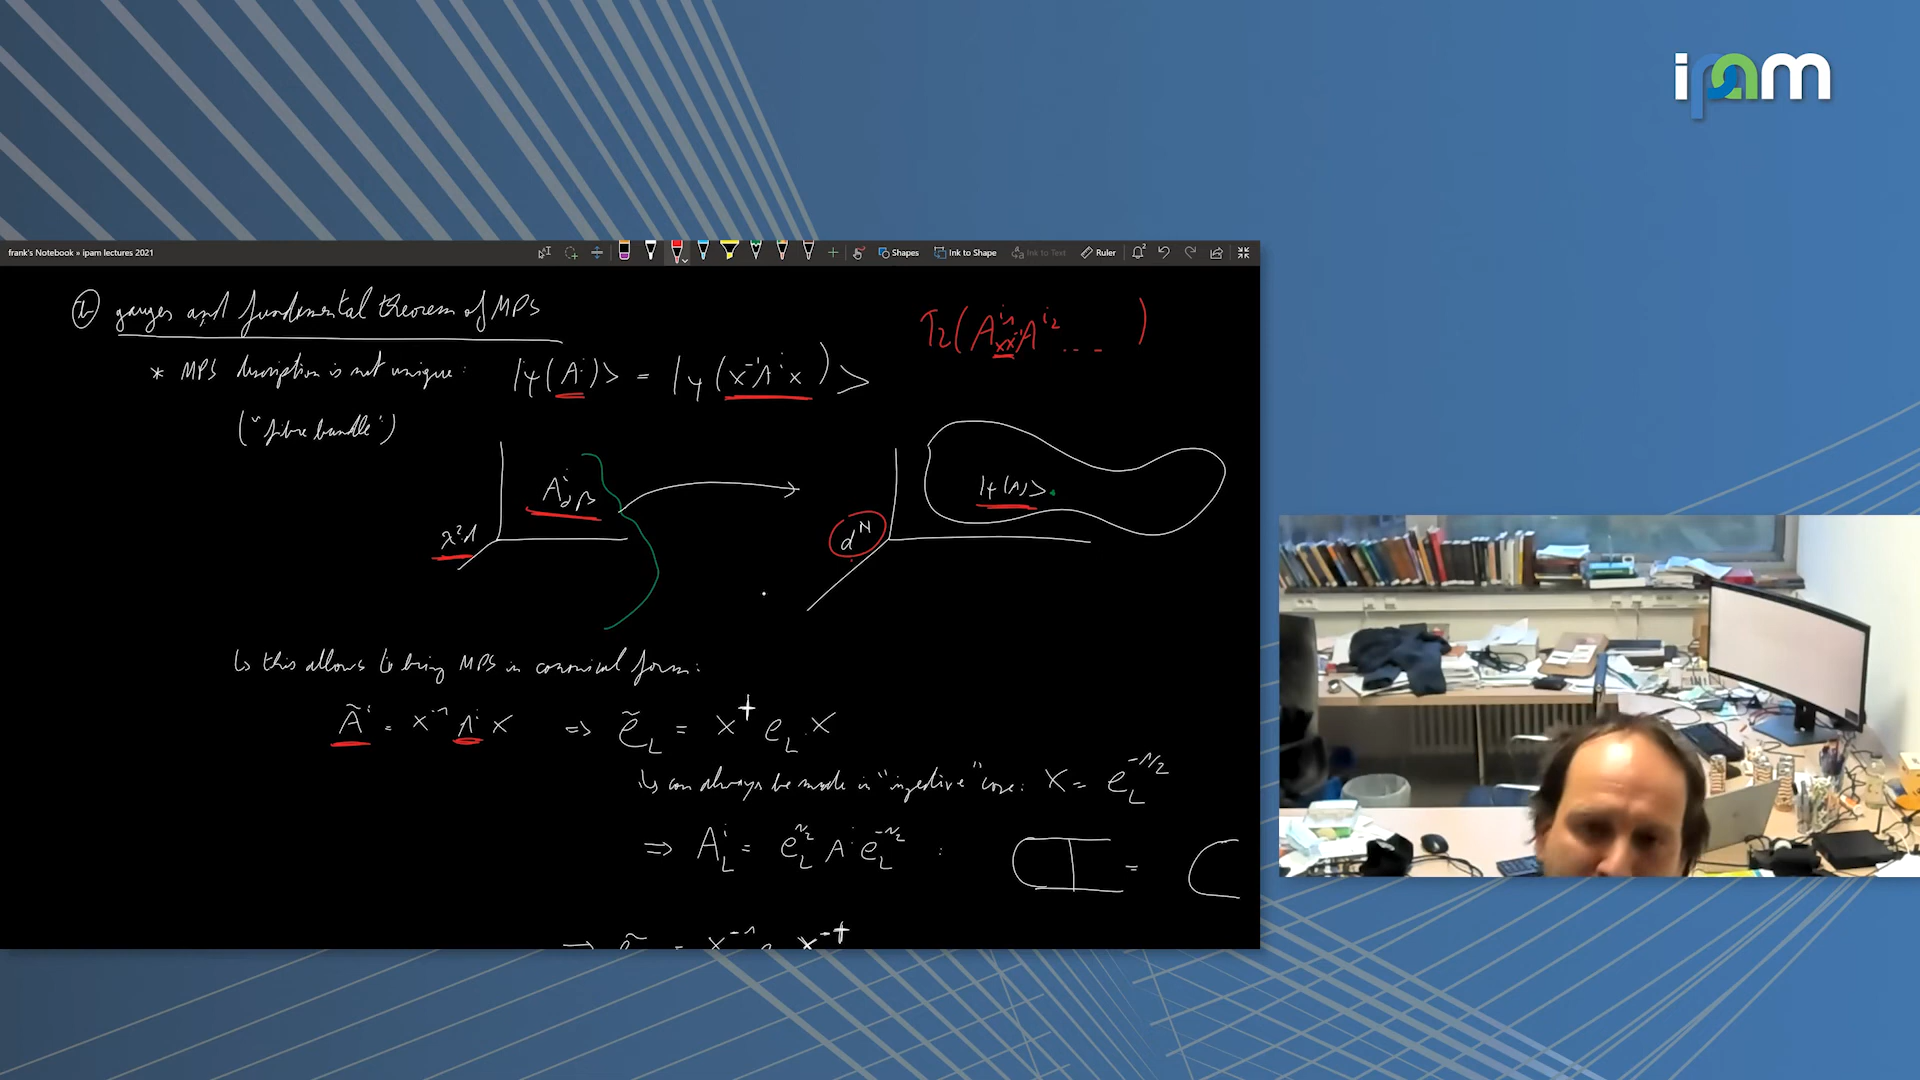 ipam
frank's Notebook » ipam lectures 2021
Shapes Ink to Shape Ink to Text Ruler
② gauges and fundamental theorem of MPS
Tr(A^{i_1} X X^{-1} A^{i_2} .... )
* MPS description is not unique: |ψ(A^i)> = |ψ(X^{-1} A^i X)>
("fibre bundle")
A^i_{αβ}
|ψ(A)>
χ².d
d^N
↳ this allows to bring MPS in canonical form:
Ã^i = X^{-1} A^i X ⇒ ẽ_L = X^† e_L X
↳ can always be made in "injective" case: X = e_L^{-1/2}
⇒ A_L^i = e_L^{1/2} A^i e_L^{-1/2} :
=